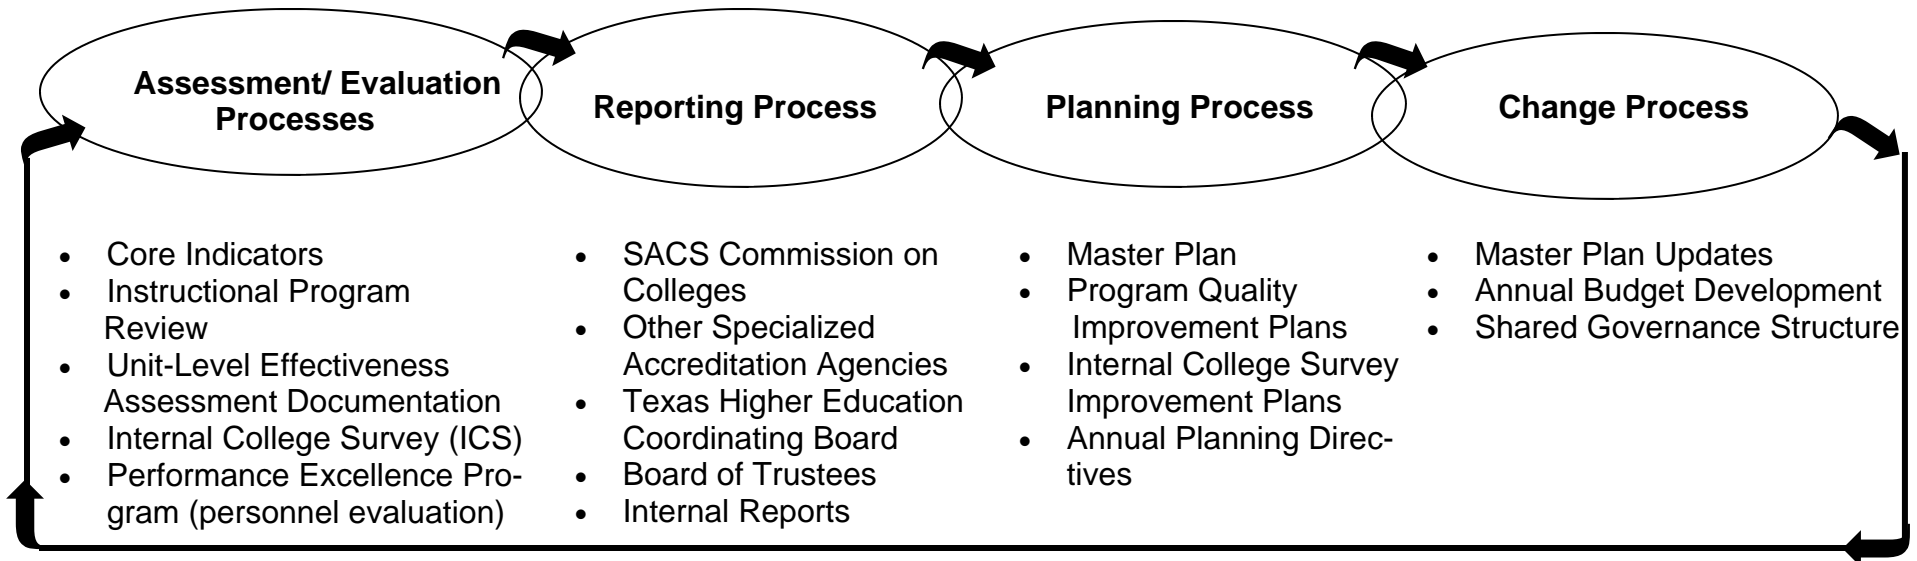 Assessment/ Evaluation
Processes
Reporting Process
Planning Process
Change Process
• Core Indicators
• Instructional Program
Review
• Unit-Level Effectiveness
Assessment Documentation
• Internal College Survey (ICS)
• Performance Excellence Pro-
gram (personnel evaluation)
• SACS Commission on
Colleges
• Other Specialized
Accreditation Agencies
• Texas Higher Education
Coordinating Board
• Board of Trustees
• Internal Reports
• Master Plan
• Program Quality
Improvement Plans
• Internal College Survey
Improvement Plans
• Annual Planning Direc-
tives
• Master Plan Updates
• Annual Budget Development
• Shared Governance Structure